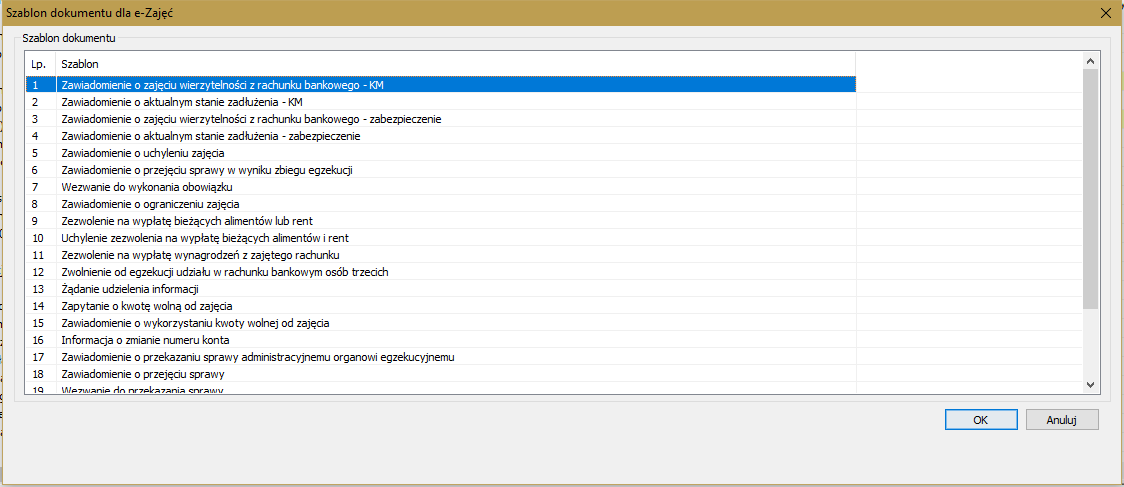 Szablon dokumentu dla e-Zajęć
Szablon dokumentu
Lp. Szablon
1 Zawiadomienie o zajęciu wierzytelności z rachunku bankowego - KM
2 Zawiadomienie o aktualnym stanie zadłużenia - KM
3 Zawiadomienie o zajęciu wierzytelności z rachunku bankowego - zabezpieczenie
4 Zawiadomienie o aktualnym stanie zadłużenia - zabezpieczenie
5 Zawiadomienie o uchyleniu zajęcia
6 Zawiadomienie o przejęciu sprawy w wyniku zbiegu egzekucji
7 Wezwanie do wykonania obowiązku
8 Zawiadomienie o ograniczeniu zajęcia
9 Zezwolenie na wypłatę bieżących alimentów lub rent
10 Uchylenie zezwolenia na wypłatę bieżących alimentów i rent
11 Zezwolenie na wypłatę wynagrodzeń z zajętego rachunku
12 Zwolnienie od egzekucji udziału w rachunku bankowym osób trzecich
13 Żądanie udzielenia informacji
14 Zapytanie o kwotę wolną od zajęcia
15 Zawiadomienie o wykorzystaniu kwoty wolnej od zajęcia
16 Informacja o zmianie numeru konta
17 Zawiadomienie o przekazaniu sprawy administracyjnemu organowi egzekucyjnemu
18 Zawiadomienie o przejęciu sprawy
19 Wezwanie do przekazania sprawy
OK Anuluj